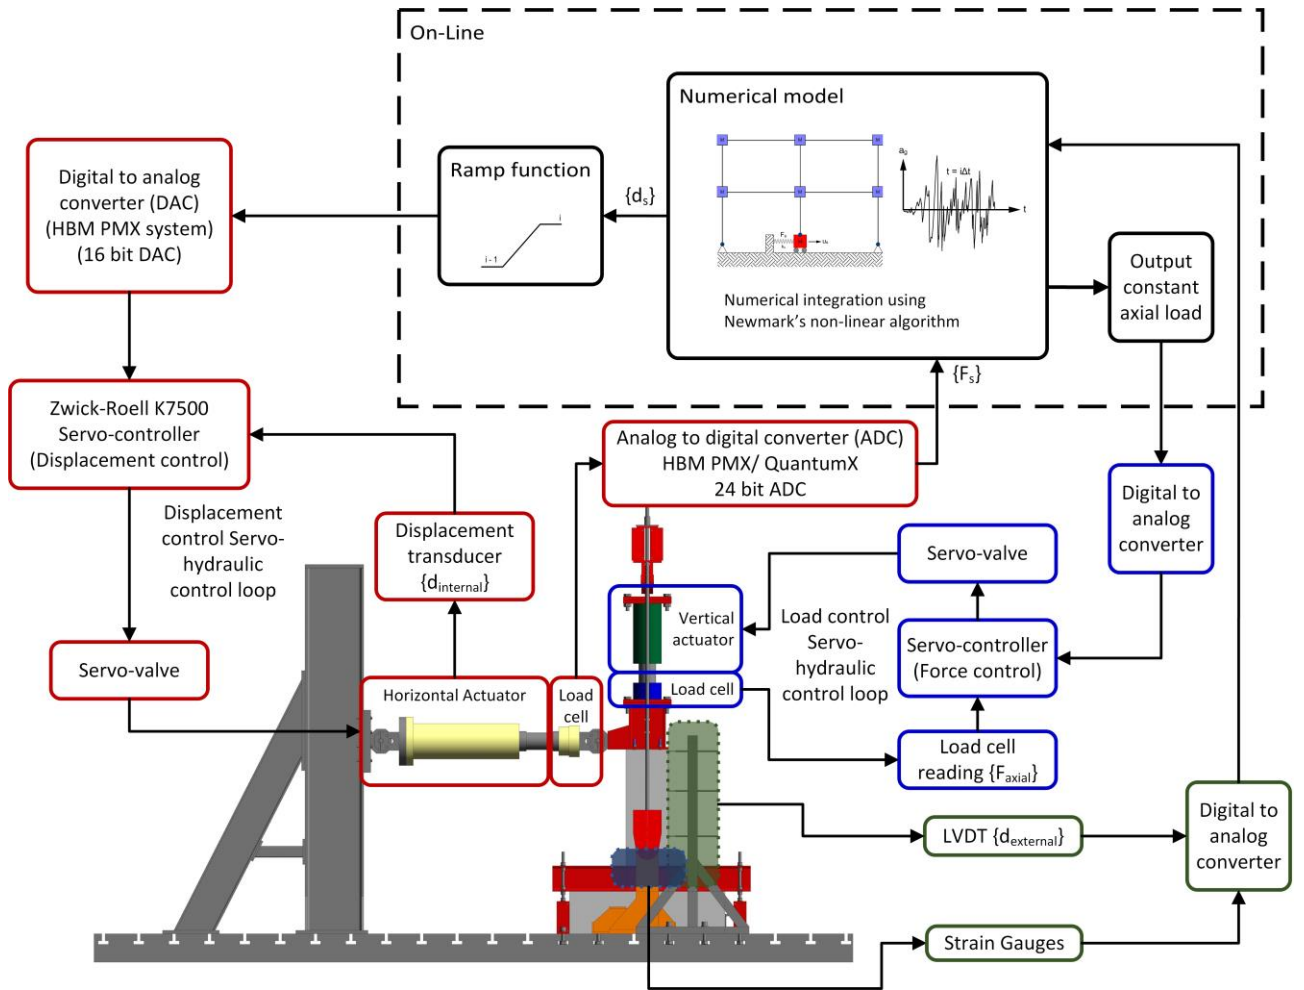 On-Line
Numerical model
a₀
t = iΔt
t
Numerical integration using
Newmark's non-linear algorithm
Ramp function
i
i - 1
{dₛ}
Digital to analog
converter (DAC)
(HBM PMX system)
(16 bit DAC)
Output
constant
axial load
{Fₛ}
Zwick-Roell K7500
Servo-controller
(Displacement control)
Analog to digital converter (ADC)
HBM PMX/ QuantumX
24 bit ADC
Digital to
analog
converter
Displacement
control Servo-
hydraulic
control loop
Displacement
transducer
{d_internal}
Servo-valve
Vertical
actuator
Load control
Servo-
hydraulic
control loop
Servo-controller
(Force control)
Servo-valve
Horizontal Actuator
Load
cell
Load cell
Load cell
reading {F_axial}
LVDT {d_external}
Digital to
analog
converter
Strain Gauges